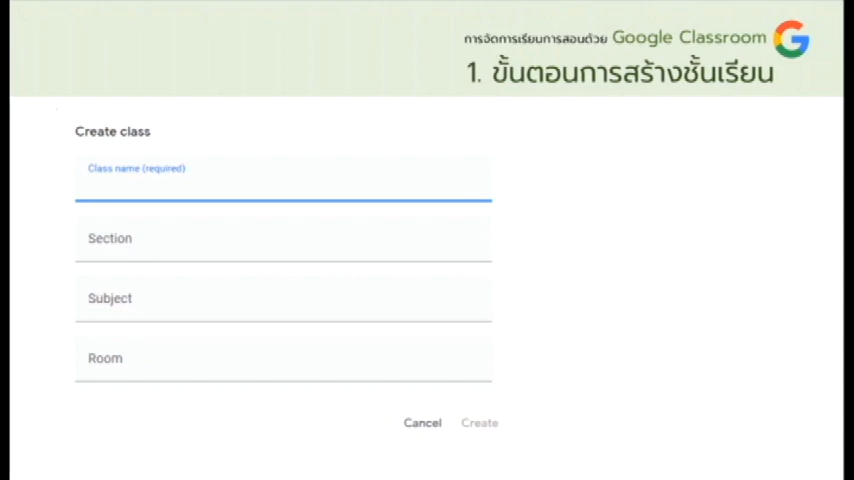 การจัดการเรียนการสอนด้วย Google Classroom
1. ขั้นตอนการสร้างชั้นเรียน
Create class
Class name (required)
Section
Subject
Room
Cancel Create